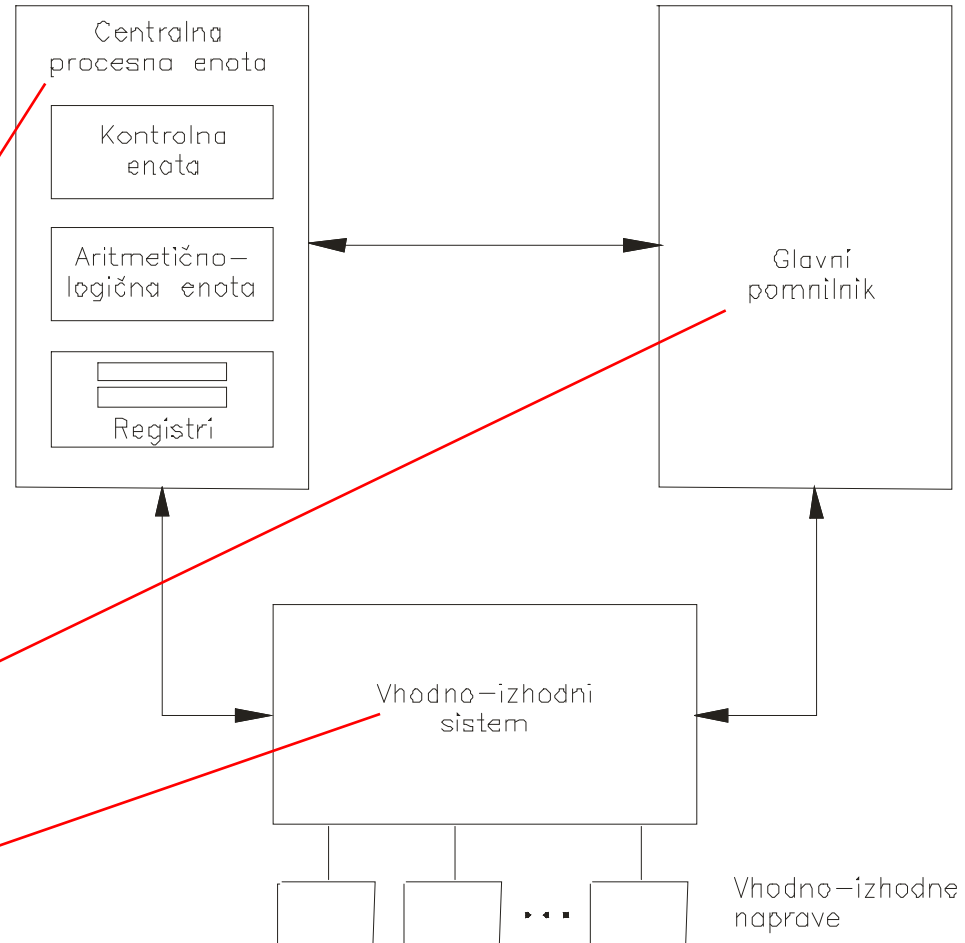 Centralna
procesna enota
Kontrolna
enota
Aritmetično-
logična enota
Registri
Glavni
pomnilnik
Vhodno-izhodni
sistem
Vhodno-izhodne
naprave